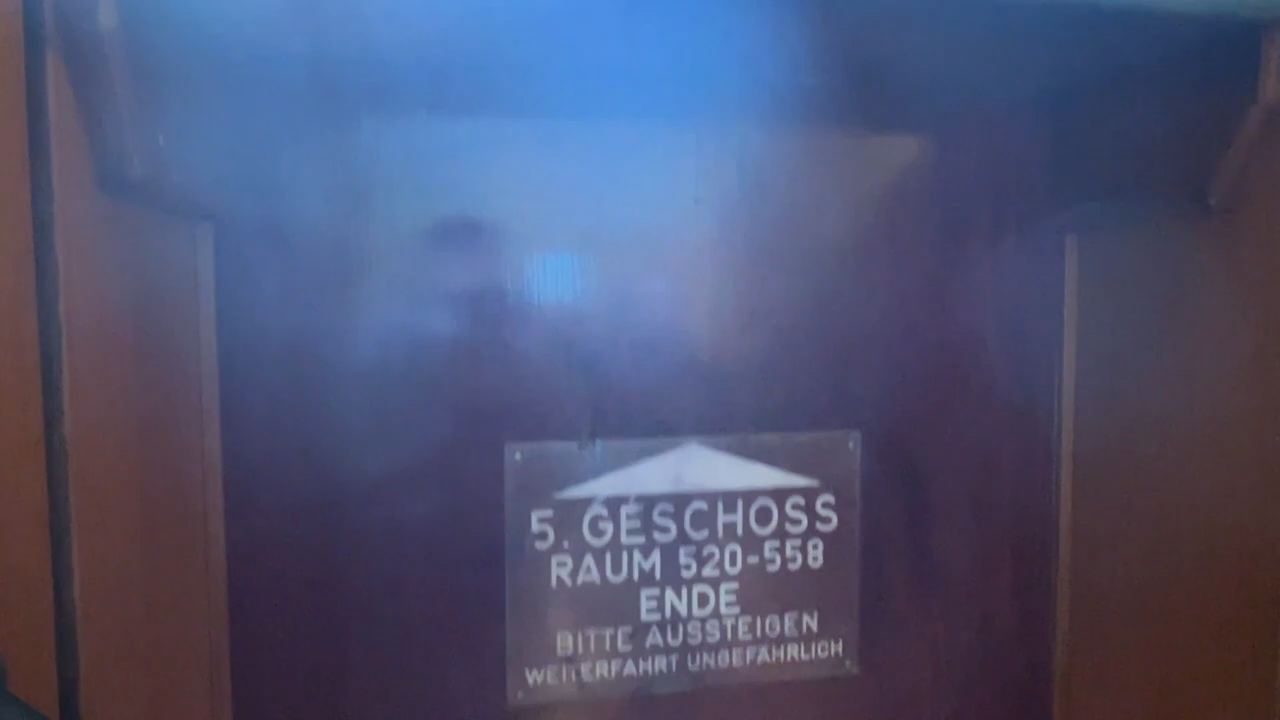 5. GESCHOSS
RAUM 520-558
ENDE
BITTE AUSSTEIGEN
WEITERFAHRT UNGEFÄHRLICH